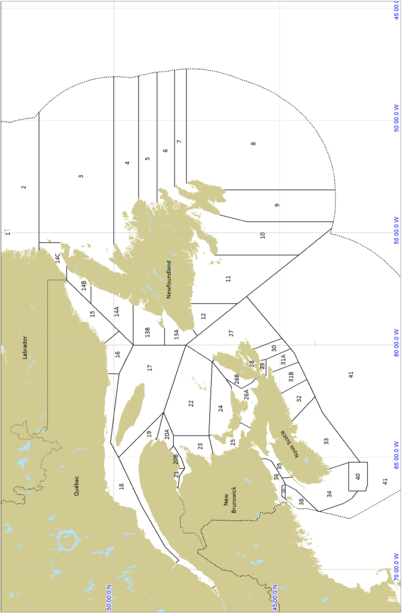 45 00.0 W
50 00.0 W
55 00.0 W
60 00.0 W
65 00.0 W
70 00.0 W
50 00.0 N
45 00.0 N
Labrador
Québec
Newfoundland
New
Brunswick
Nova Scotia
1
2
3
4
5
6
7
8
9
10
11
12
13A
13B
14A
14B
14C
15
16
17
18
19
20A
20B
21
22
23
24
25
26A
26B
27
28
29
30
31A
31B
32
33
34
35
36
38
40
41
41